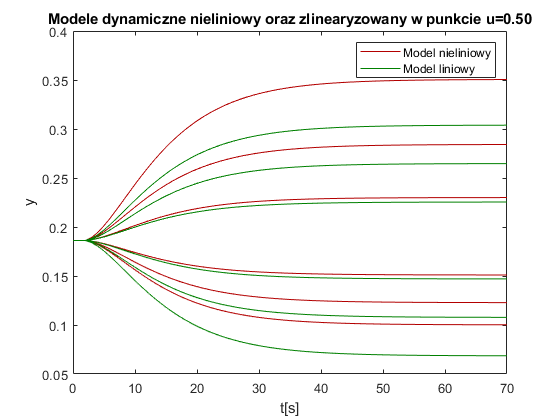 Modele dynamiczne nieliniowy oraz zlinearyzowany w punkcie u=0.50
0.4
Model nieliniowy
Model liniowy
0.35
0.3
0.25
y
0.2
0.15
0.1
0.05
0 10 20 30 40 50 60 70
t[s]